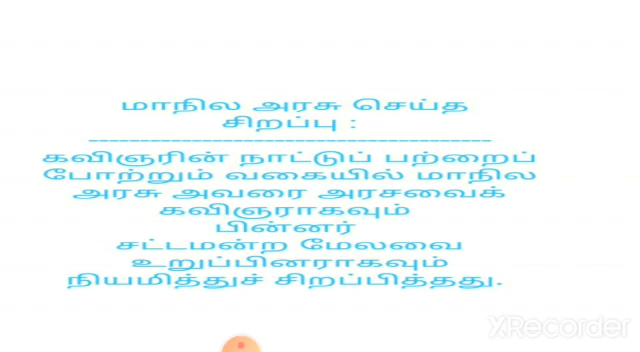 மாநில அரசு செய்த
சிறப்பு :
----------------------------------------
கவிஞரின் நாட்டுப் பற்றைப்
போற்றும் வகையில் மாநில
அரசு அவரை அரசவைக்
கவிஞராகவும்
பின்னர்
சட்டமன்ற மேலவை
உறுப்பினராகவும்
நியமித்துச் சிறப்பித்தது.
XRecorder